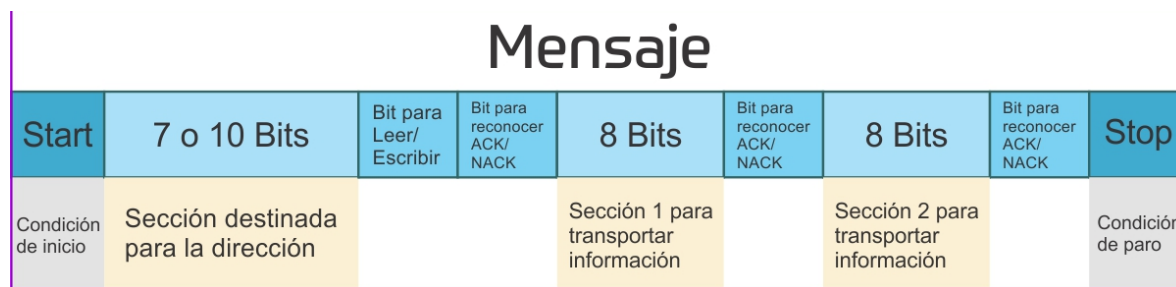 Mensaje
Start
7 o 10 Bits
Bit para
Leer/
Escribir
Bit para
reconocer
ACK/
NACK
8 Bits
Bit para
reconocer
ACK/
NACK
8 Bits
Bit para
reconocer
ACK/
NACK
Stop
Condición
de inicio
Sección destinada
para la dirección
Sección 1 para
transportar
información
Sección 2 para
transportar
información
Condición
de paro